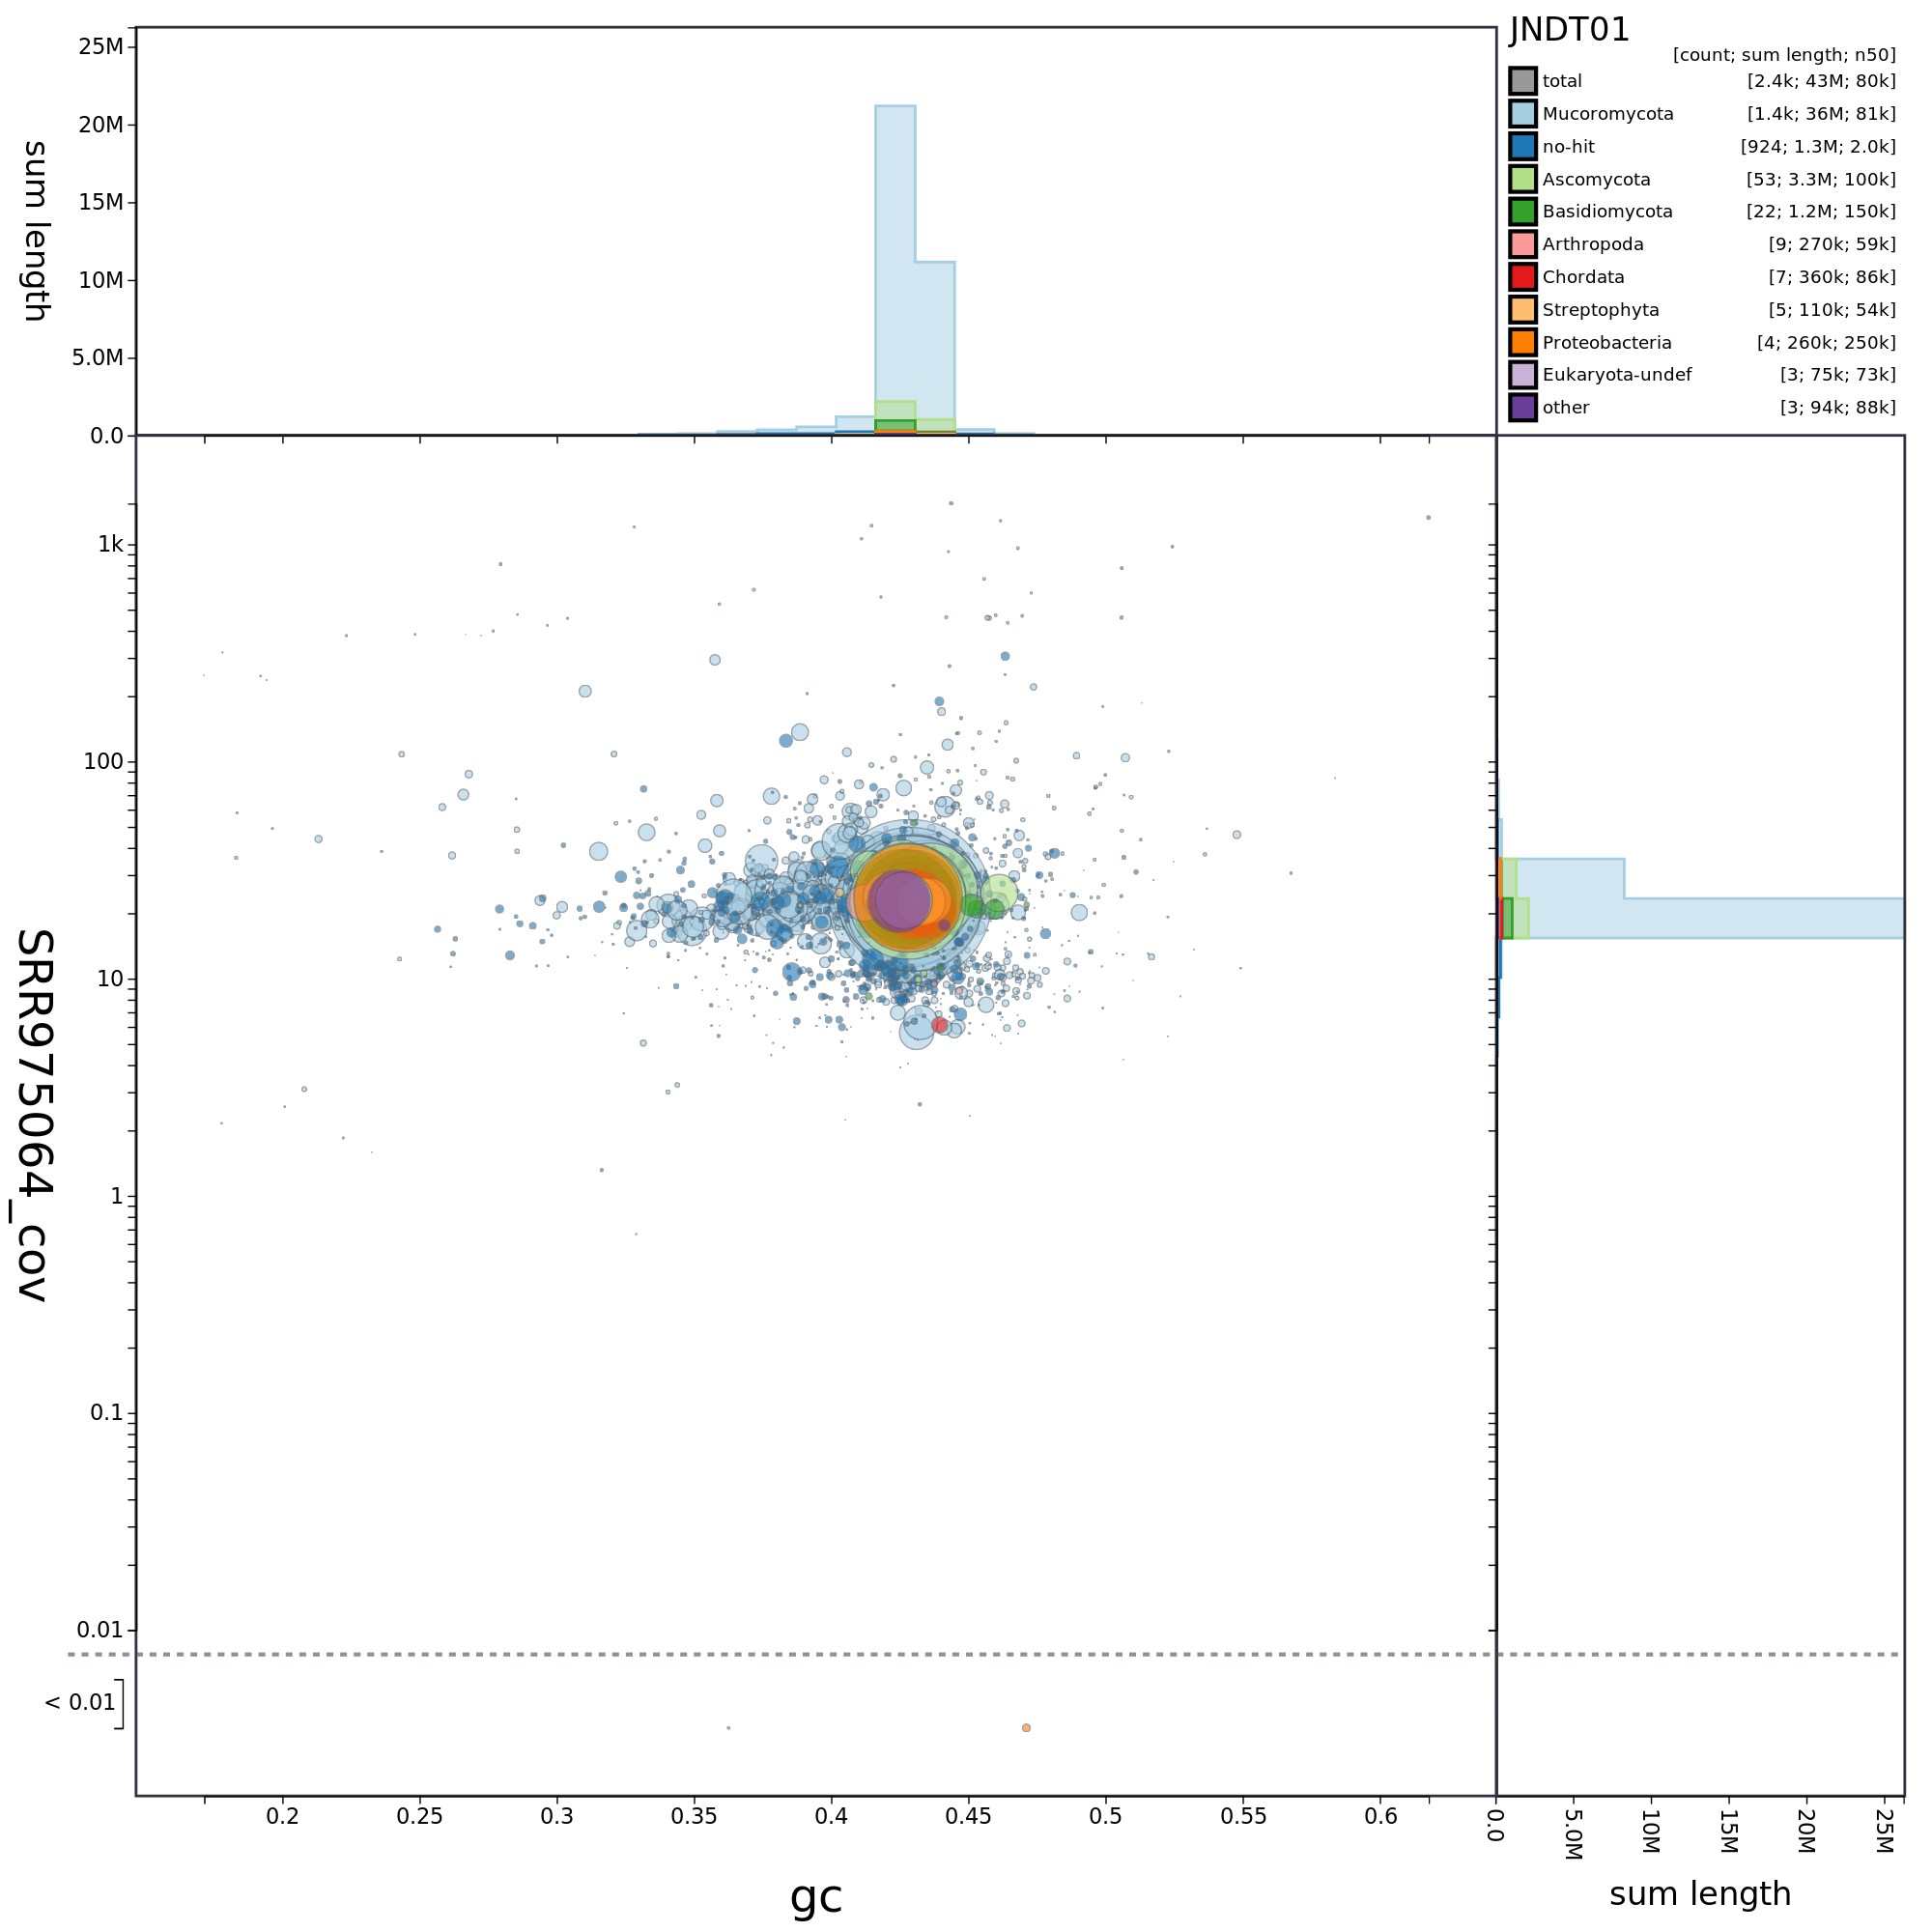 JNDT01
[count; sum length; n50]
total [2.4k; 43M; 80k]
Mucoromycota [1.4k; 36M; 81k]
no-hit [924; 1.3M; 2.0k]
Ascomycota [53; 3.3M; 100k]
Basidiomycota [22; 1.2M; 150k]
Arthropoda [9; 270k; 59k]
Chordata [7; 360k; 86k]
Streptophyta [5; 110k; 54k]
Proteobacteria [4; 260k; 250k]
Eukaryota-undef [3; 75k; 73k]
other [3; 94k; 88k]
sum length
25M
20M
15M
10M
5.0M
0.0
SRR975064_cov
1k
100
10
1
0.1
0.01
< 0.01
0.2 0.25 0.3 0.35 0.4 0.45 0.5 0.55 0.6
gc
0.0 5.0M 10M 15M 20M 25M
sum length